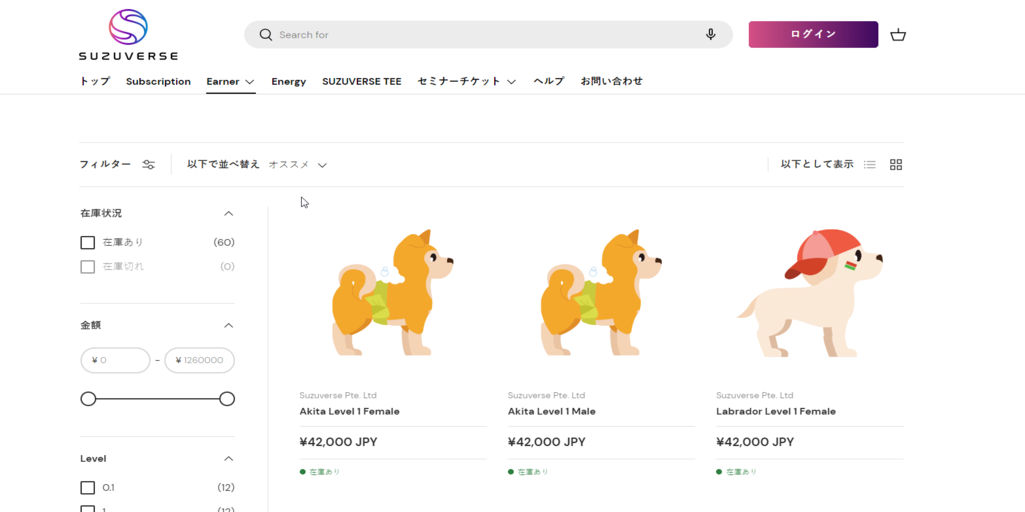 SUZUVERSE
Search for
ログイン
トップ Subscription Earner Energy SUZUVERSE TEE セミナーチケット ヘルプ お問い合わせ
フィルター 以下で並べ替え オススメ 以下として表示
在庫状況
在庫あり (60)
在庫切れ (0)
金額
¥ 0 - ¥ 1260000
Level
0.1 (12)
1 (12)
Suzuverse Pte. Ltd
Akita Level 1 Female
¥42,000 JPY
在庫あり
Suzuverse Pte. Ltd
Akita Level 1 Male
¥42,000 JPY
在庫あり
Suzuverse Pte. Ltd
Labrador Level 1 Female
¥42,000 JPY
在庫あり